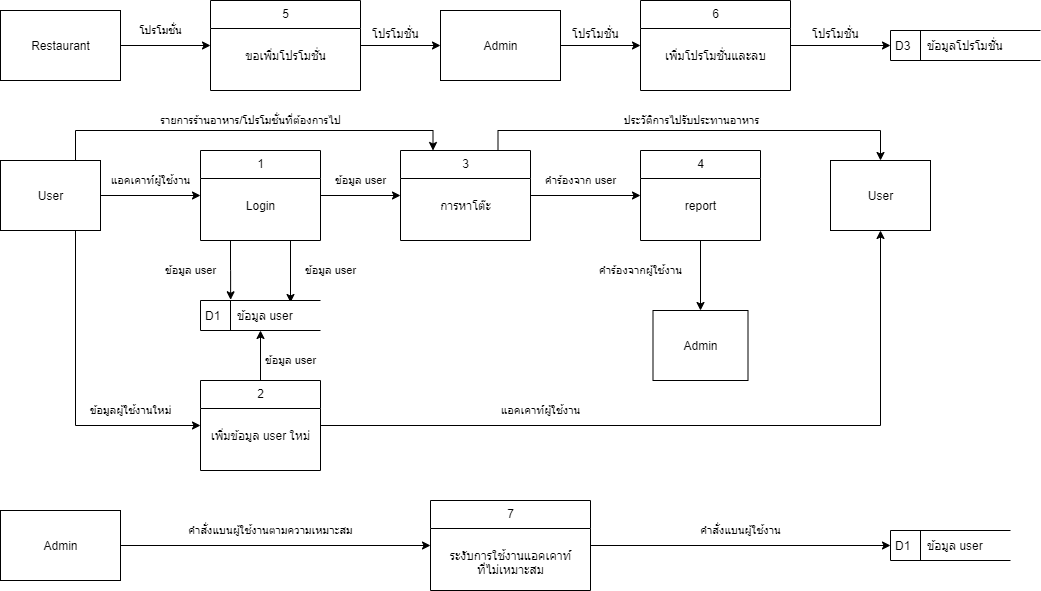 5
6
โปรโมชั่น
โปรโมชั่น
โปรโมชั่น
โปรโมชั่น
Restaurant
ขอเพิ่มโปรโมชั่น
Admin
เพิ่มโปรโมชั่นและลบ
D3
ข้อมูลโปรโมชั่น
รายการร้านอาหาร/โปรโมชั่นที่ต้องการไป
ประวัติการไปรับประทานอาหาร
1
3
4
แอคเคาท์ผู้ใช้งาน
ข้อมูล user
คำร้องจาก user
User
Login
การหาโต๊ะ
report
User
ข้อมูล user
ข้อมูล user
คำร้องจากผู้ใช้งาน
D1
ข้อมูล user
Admin
ข้อมูล user
2
ข้อมูลผู้ใช้งานใหม่
แอคเคาท์ผู้ใช้งาน
เพิ่มข้อมูล user ใหม่
7
คำสั่งแบนผู้ใช้งานตามความเหมาะสม
คำสั่งแบนผู้ใช้งาน
Admin
ระงับการใช้งานแอคเคาท์
ที่ไม่เหมาะสม
D1
ข้อมูล user